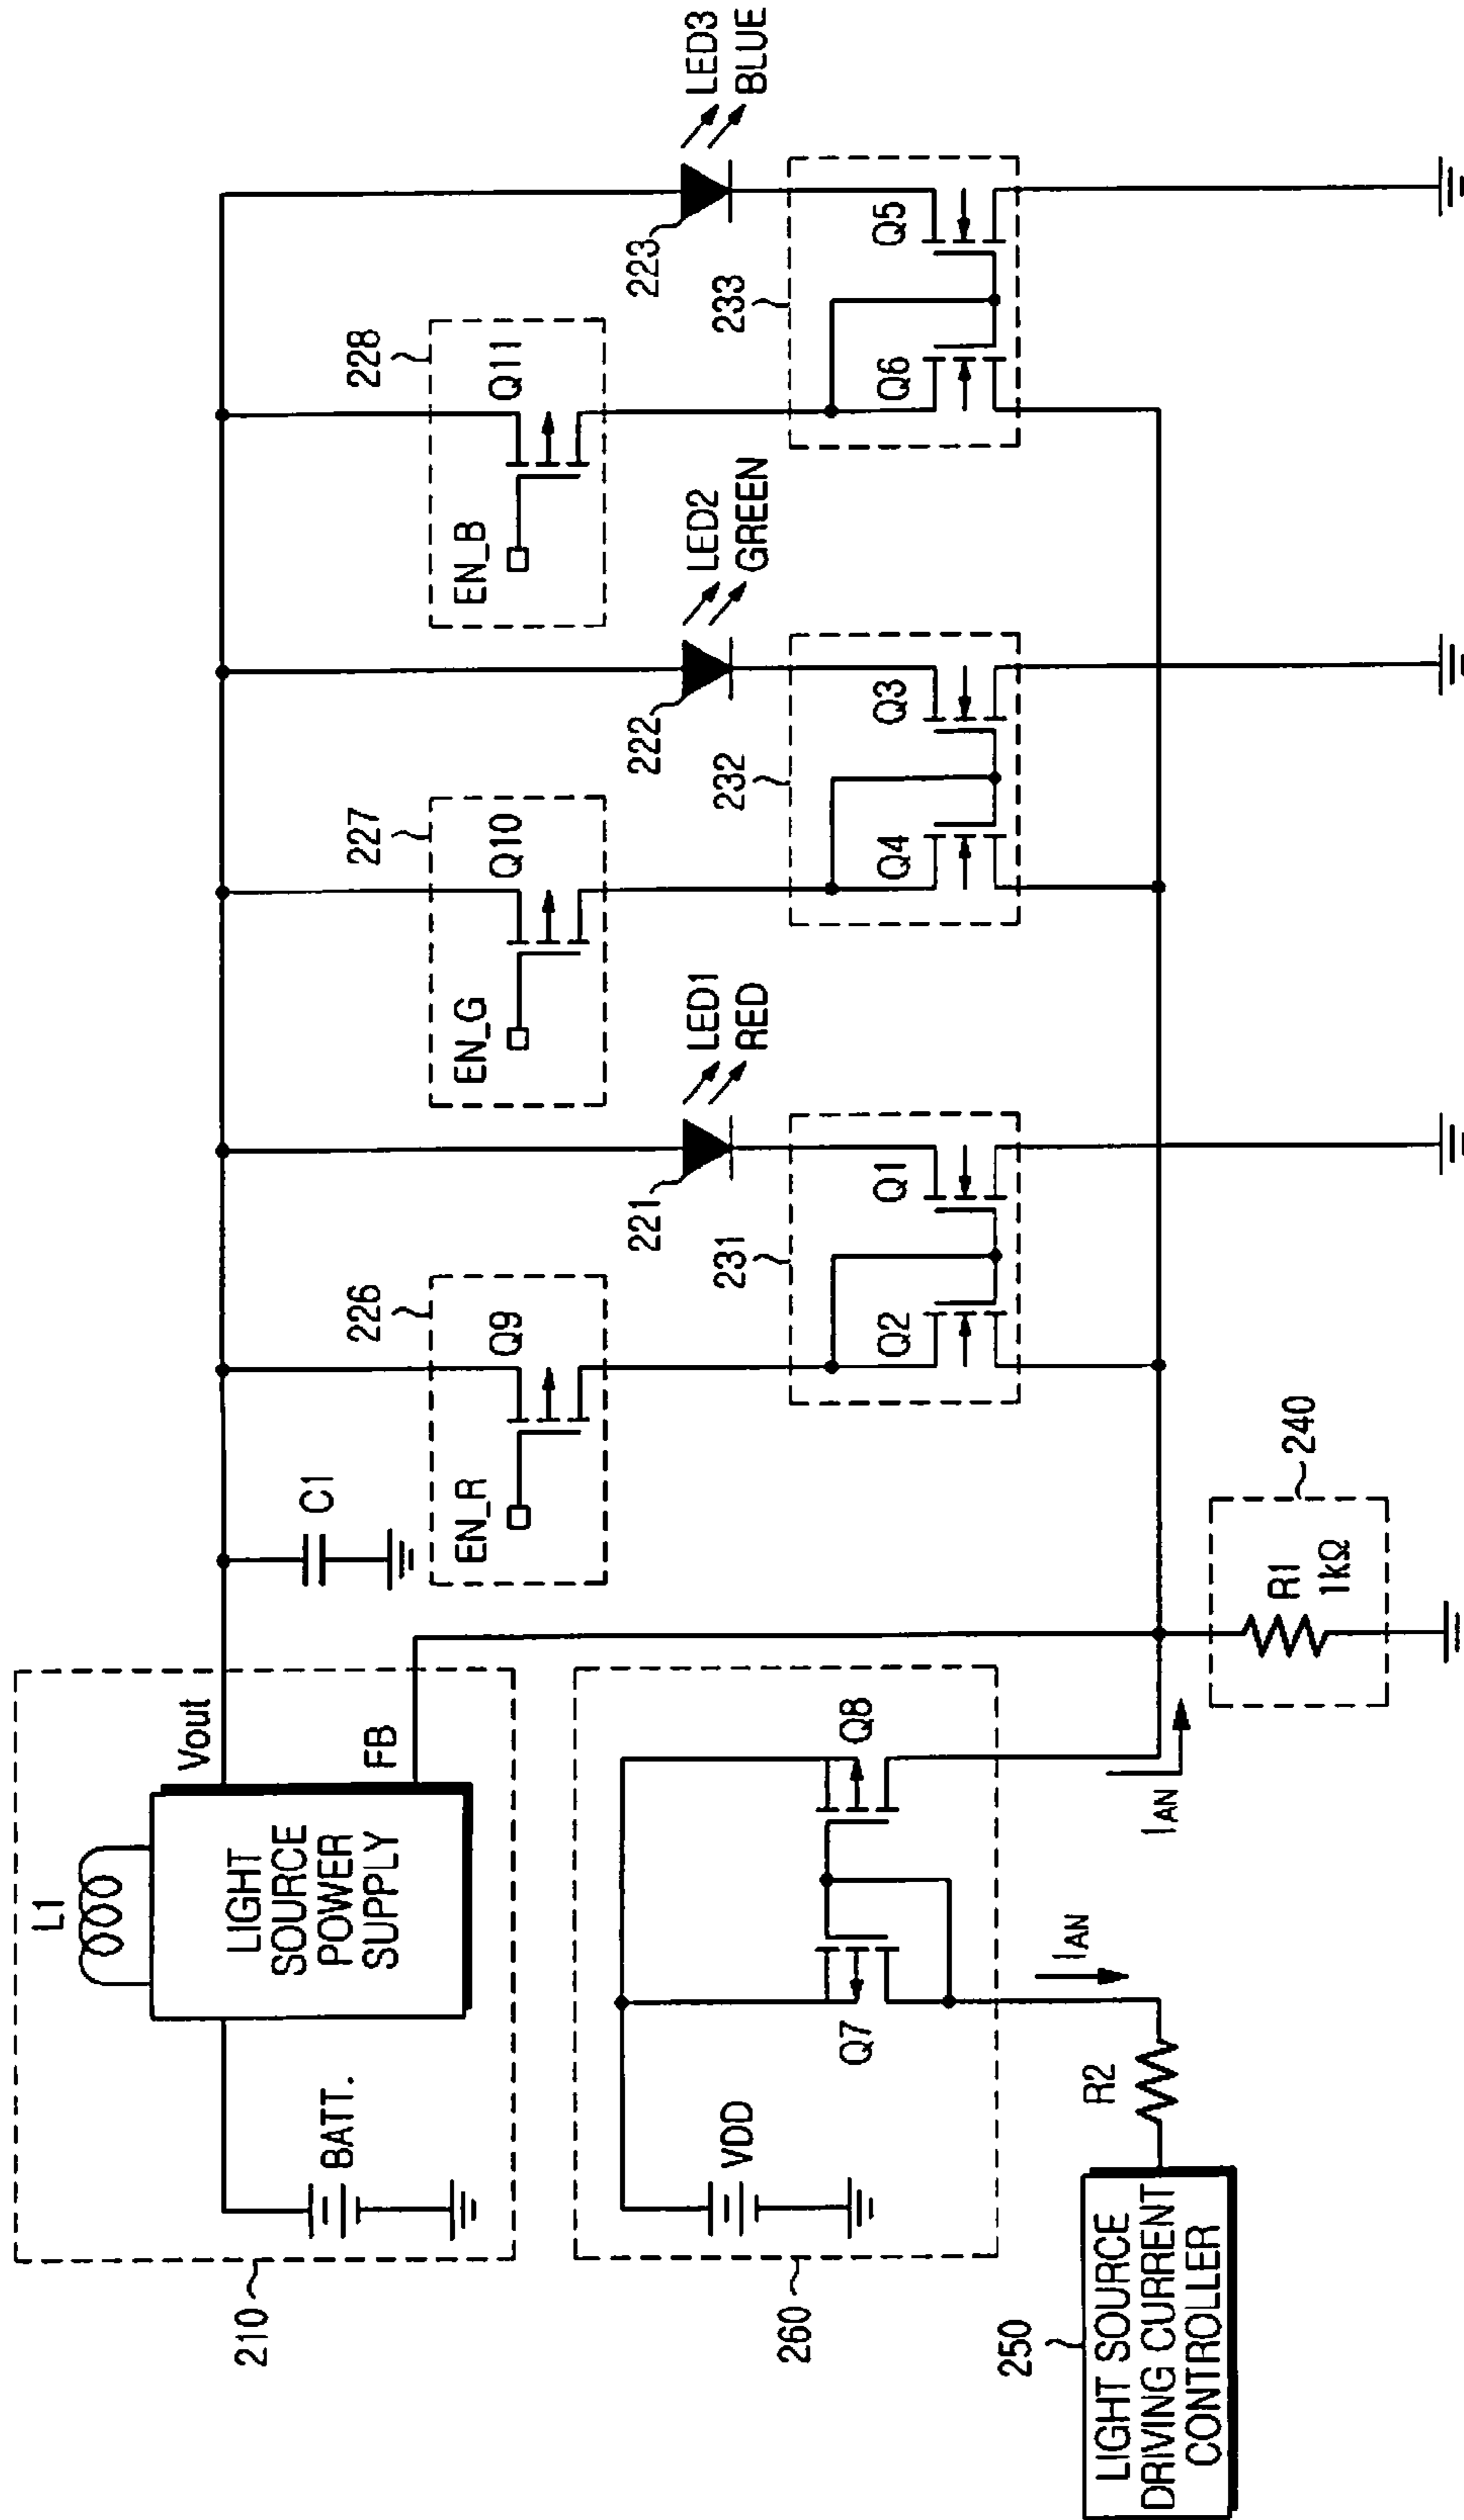 210
L1
LIGHT
SOURCE
POWER
SUPPLY
Vout
FB
BATT.
C1
226
EN_R
Q9
227
EN_G
Q10
228
EN_B
Q11
221
LED1
RED
222
LED2
GREEN
223
LED3
BLUE
231
Q2
Q1
232
Q4
Q3
233
Q6
Q5
260
VDD
Q7
Q8
IAN
IAN
R2
250
LIGHT SOURCE
DRIVING CURRENT
CONTROLLER
240
R1
1kΩ